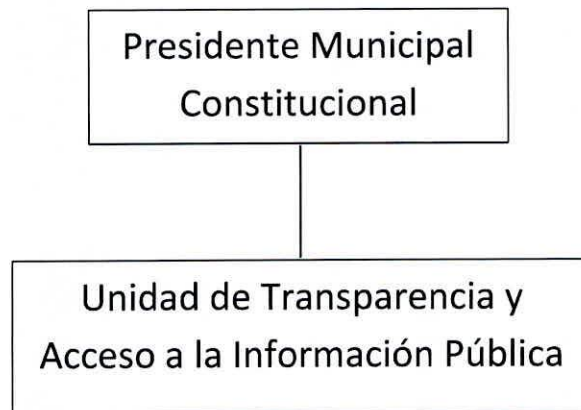 Presidente Municipal
Constitucional
Unidad de Transparencia y
Acceso a la Información Pública